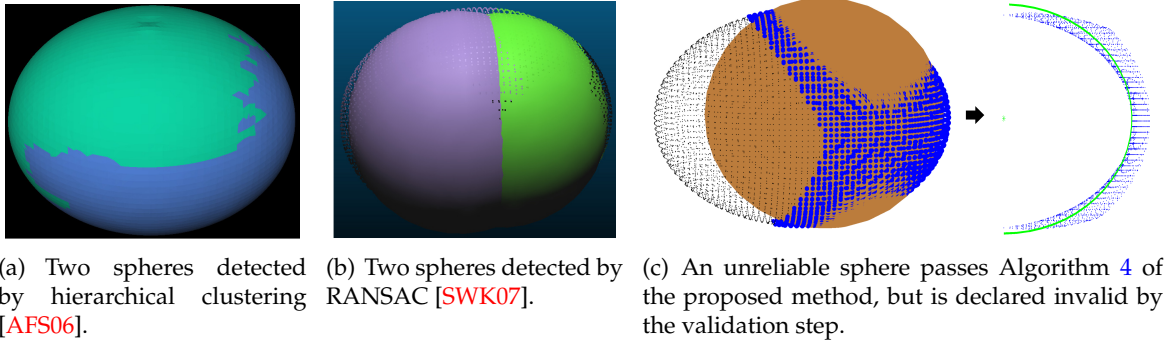 (a) Two spheres detected
by hierarchical clustering
[AFS06].
(b) Two spheres detected by
RANSAC [SWK07].
(c) An unreliable sphere passes Algorithm 4 of
the proposed method, but is declared invalid by
the validation step.